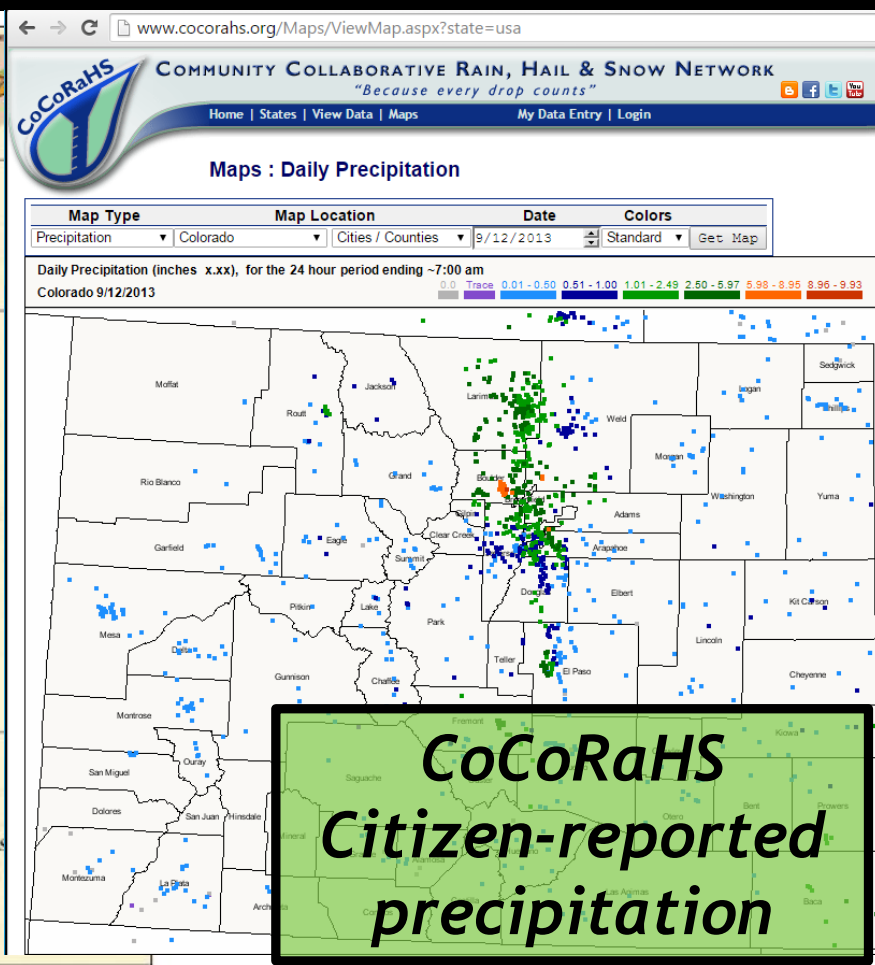 www.cocorahs.org/Maps/ViewMap.aspx?state=usa
CoCoRaHS
COMMUNITY COLLABORATIVE RAIN, HAIL & SNOW NETWORK
"Because every drop counts"
Home | States | View Data | Maps My Data Entry | Login
You Tube
Maps : Daily Precipitation
Map Type Map Location Date Colors
Precipitation Colorado Cities / Counties 9/12/2013 Standard Get Map
Daily Precipitation (inches x.xx), for the 24 hour period ending ~7:00 am
Colorado 9/12/2013
0.0 Trace 0.01 - 0.50 0.51 - 1.00 1.01 - 2.49 2.50 - 5.97 5.98 - 8.95 8.96 - 9.93
Sedgwick
Moffat
Jackson
Logan
Larimer
Phillips
Routt
Weld
Morgan
Grand
Boulder
Rio Blanco
Washington
Yuma
Gilpin
Adams
Clear Creek
Eagle
Garfield
Arapahoe
Summit
Douglas
Elbert
Kit Carson
Pitkin
Lake
Park
Mesa
Lincoln
Delta
Teller
El Paso
Gunnison
Chaffee
Cheyenne
Montrose
Fremont
Kiowa
Ouray
San Miguel
Saguache
Dolores
San Juan
Hinsdale
Otero
Bent
Prowers
Mineral
Alamosa
Montezuma
La Plata
Las Animas
Baca
CoCoRaHS
Citizen-reported
precipitation